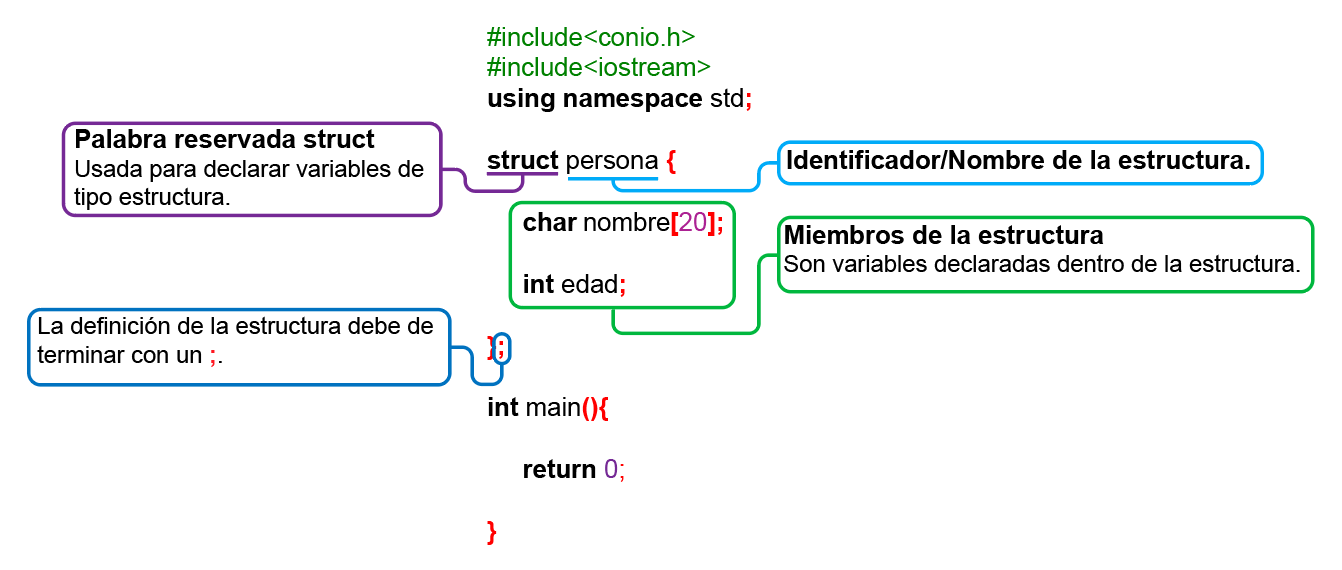 #include<conio.h>
#include<iostream>
using namespace std;
Palabra reservada struct
Usada para declarar variables de
tipo estructura.
struct persona {
Identificador/Nombre de la estructura.
char nombre[20];
int edad;
Miembros de la estructura
Son variables declaradas dentro de la estructura.
La definición de la estructura debe de
terminar con un ;.
};
int main(){
return 0;
}